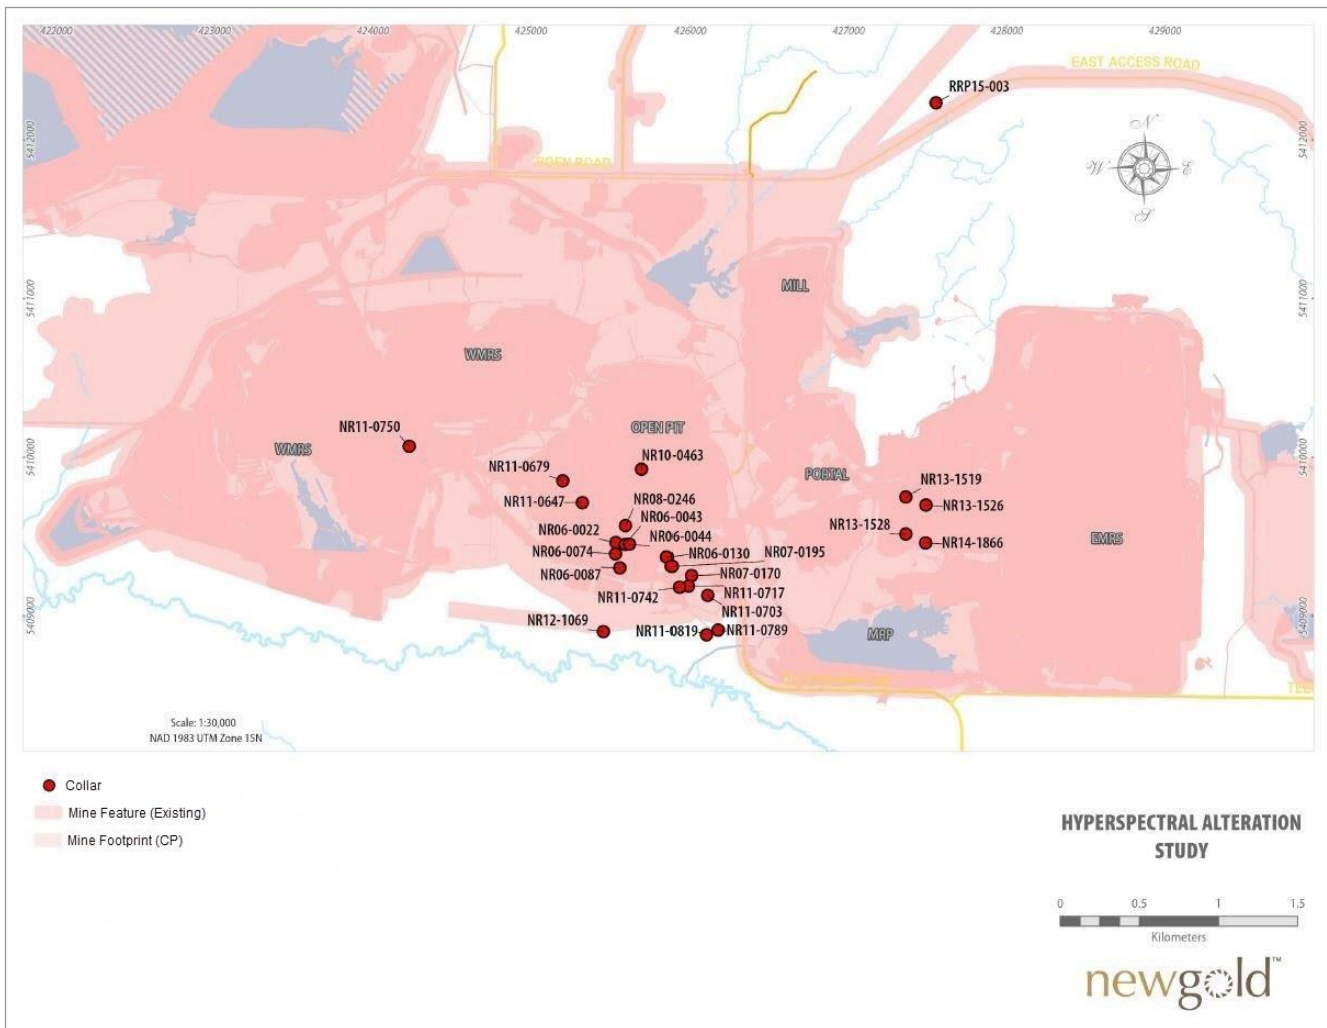 422000
423000
424000
425000
426000
427000
428000
429000
EAST ACCESS ROAD
RRP15-003
5412000
5412000
N
W
E
S
5411000
5411000
MILL
WMRS
NR11-0750
OPEN PIT
WMRS
5410000
5410000
NR10-0463
NR11-0679
PORTAL
NR13-1519
NR11-0647
NR08-0246
NR13-1526
NR06-0043
NR06-0022
NR06-0044
NR13-1528
EMRS
NR06-0074
NR06-0130
NR07-0195
NR14-1866
NR06-0087
NR07-0170
NR11-0742
NR11-0717
NR11-0703
5409000
5409000
NR12-1069
NR11-0819
NR11-0789
MRP
Scale: 1:30,000
NAD 1983 UTM Zone 15N
Collar
Mine Feature (Existing)
Mine Footprint (CP)
HYPERSPECTRAL ALTERATION
STUDY
0 0.5 1 1.5
Kilometers
newgold™